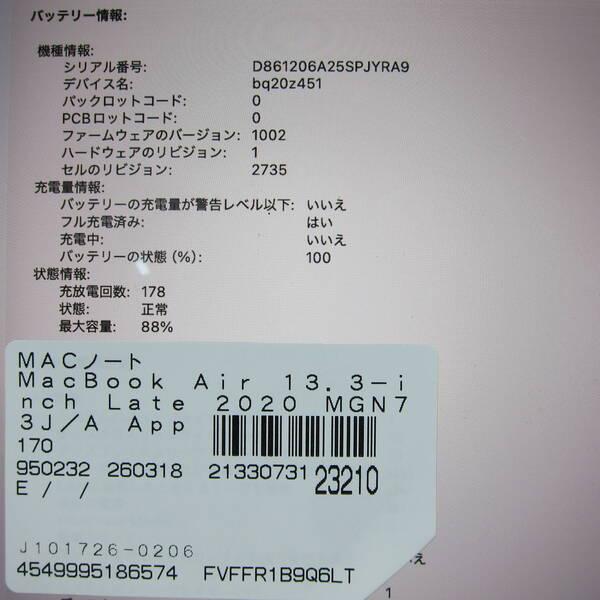 バッテリー情報:
機種情報:
シリアル番号: D861206A25SPJYRA9
デバイス名: bq20z451
パックロットコード: 0
PCBロットコード: 0
ファームウェアのバージョン: 1002
ハードウェアのリビジョン: 1
セルのリビジョン: 2735
充電量情報:
バッテリーの充電量が警告レベル以下: いいえ
フル充電済み: はい
充電中: いいえ
バッテリーの状態 (%): 100
状態情報:
充放電回数: 178
状態: 正常
最大容量: 88%
MACノート
MacBook Air 13.3-i
nch Late 2020 MGN7
3J/A App
170
950232 260318 21330731 23210
E / /
J101726-0206
4549995186574 FVFFR1B9Q6LT
1